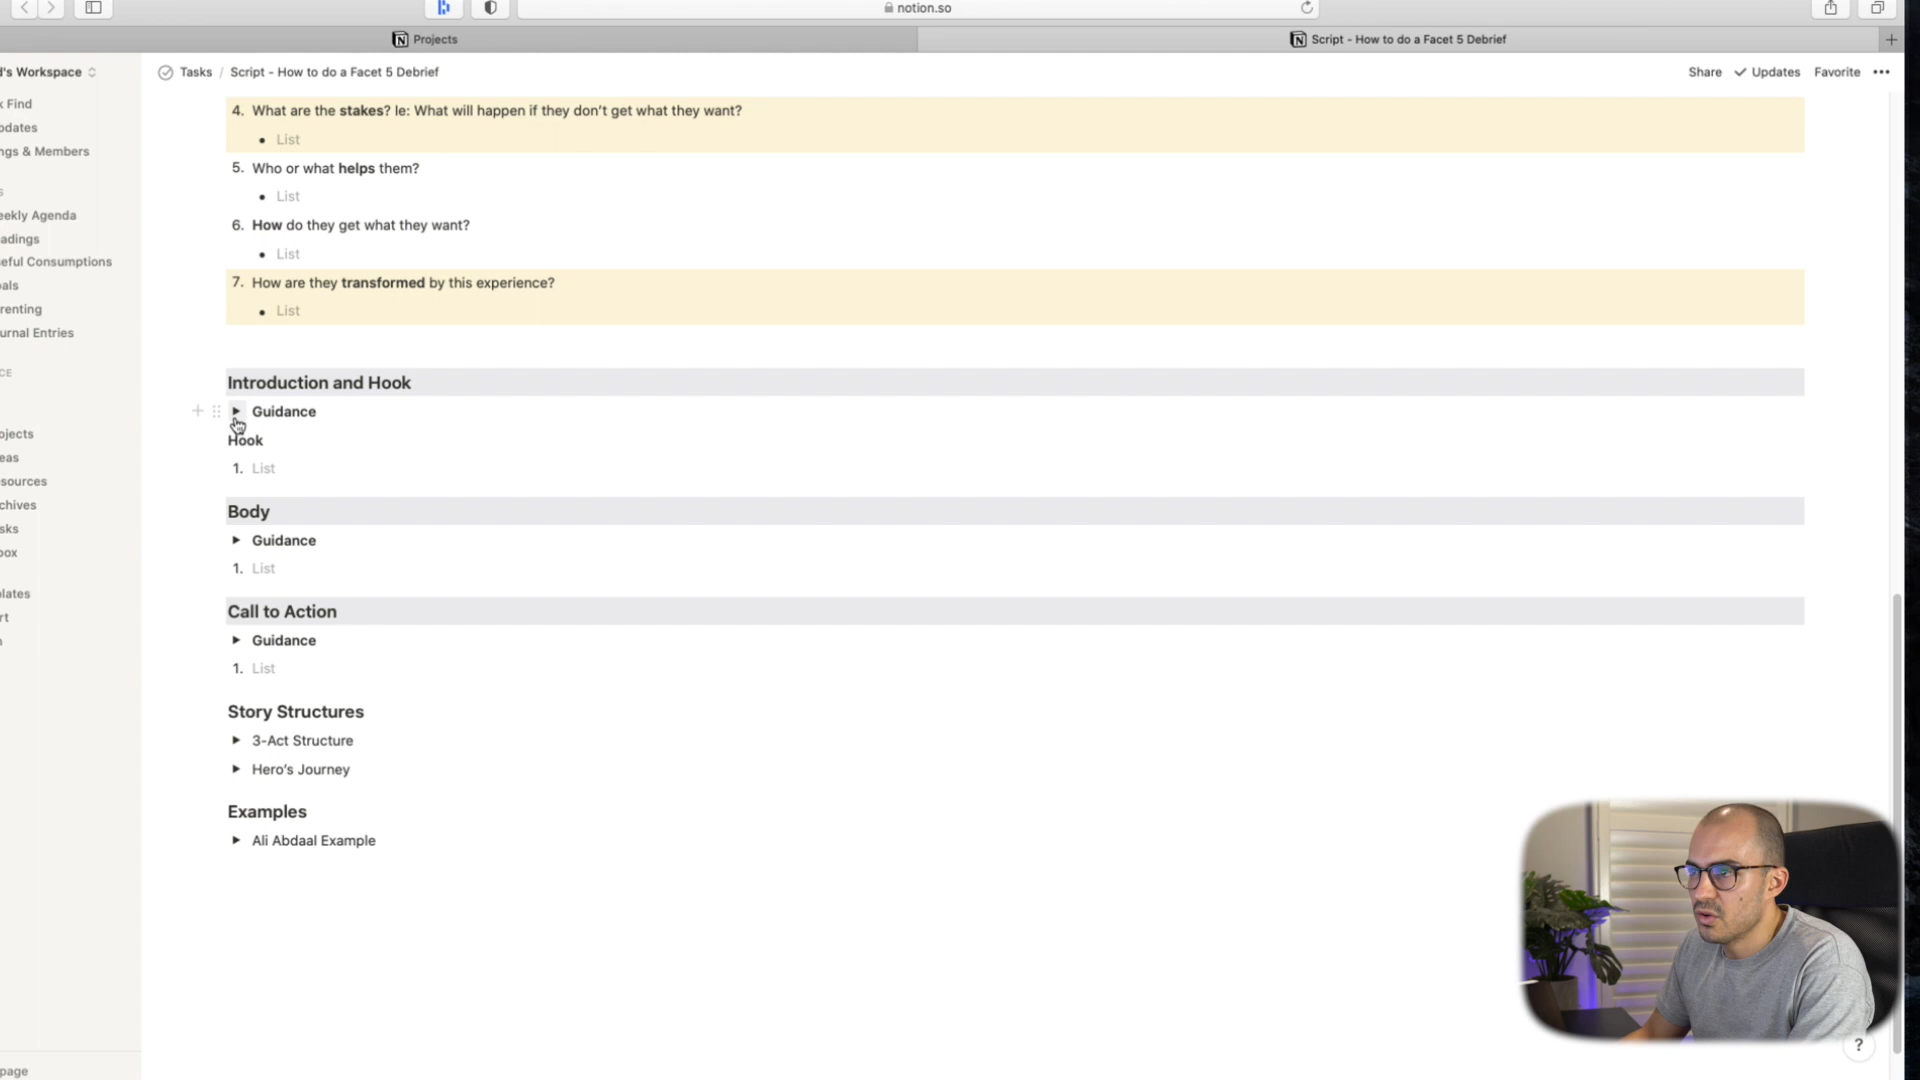 notion.so
Projects
Script - How to do a Facet 5 Debrief
d's Workspace
Tasks / Script - How to do a Facet 5 Debrief
Share
Updates
Favorite
k Find
pdates
ngs & Members
S
eekly Agenda
adings
eful Consumptions
als
renting
urnal Entries
CE
ojects
eas
sources
chives
sks
box
lates
rt
page
4. What are the stakes? Ie: What will happen if they don't get what they want?
• List
5. Who or what helps them?
• List
6. How do they get what they want?
• List
7. How are they transformed by this experience?
• List
Introduction and Hook
Guidance
Hook
1. List
Body
Guidance
1. List
Call to Action
Guidance
1. List
Story Structures
3-Act Structure
Hero's Journey
Examples
Ali Abdaal Example
?